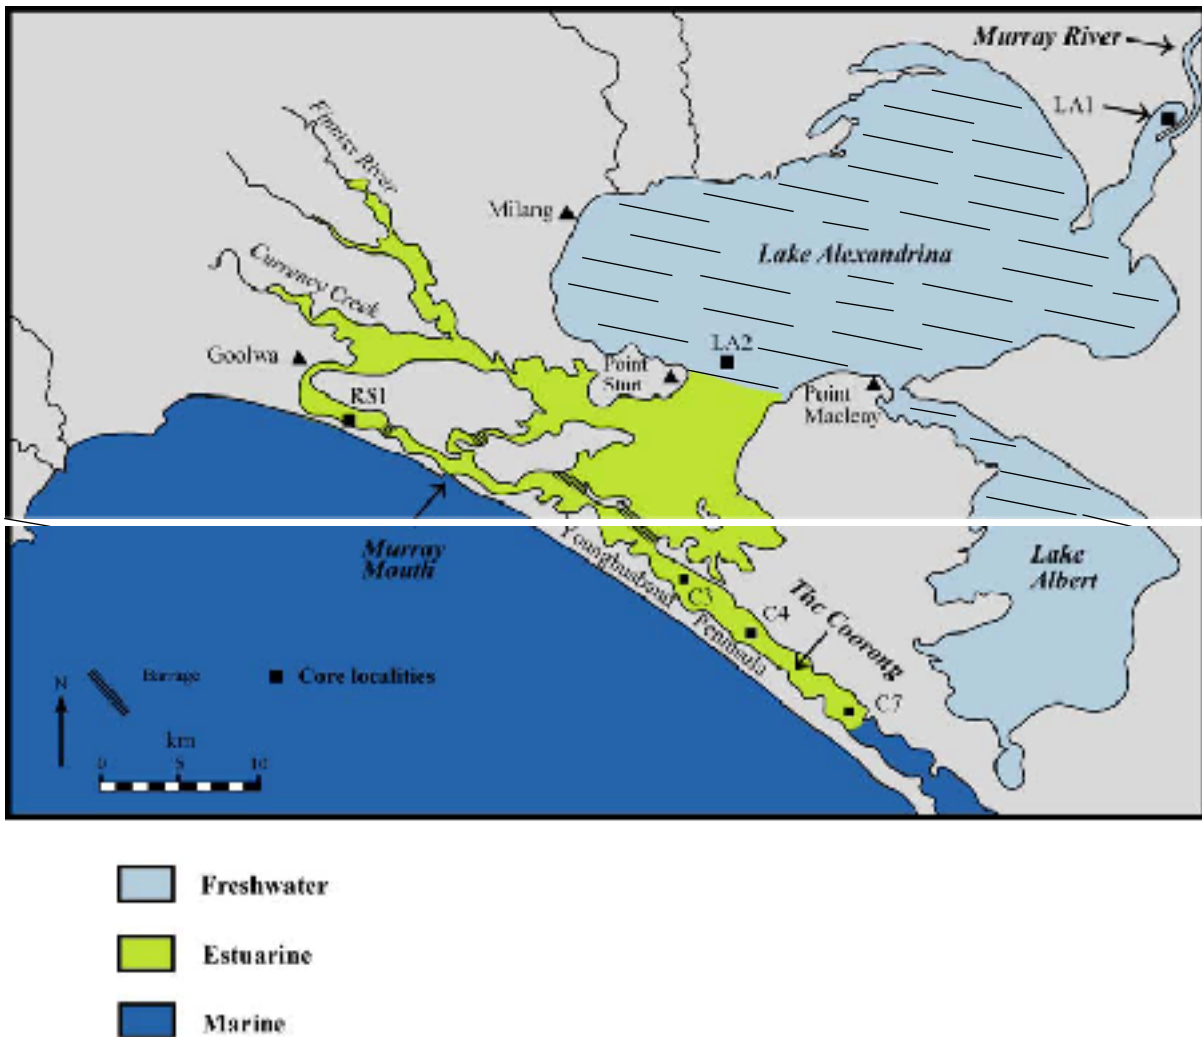 Murray River
LA1
Finniss River
Milang
Lake Alexandrina
Currency Creek
Goolwa
LA2
Point
Sturt
RS1
Point
Macleay
Murray
Mouth
Younghusband Peninsula
Lake
Albert
C3
C4
The Coorong
C7
N
Barrage
Core localities
km
0 5 10
Freshwater
Estuarine
Marine